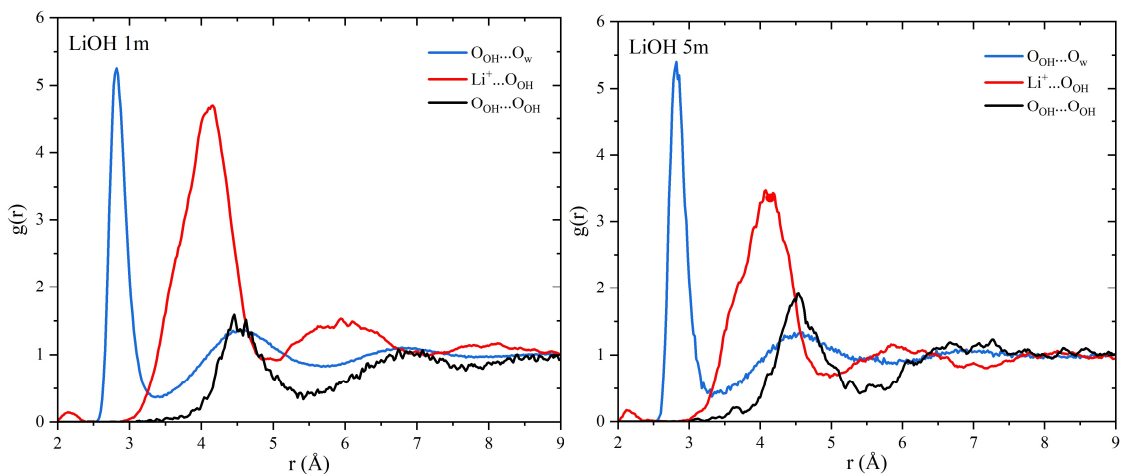 LiOH 1m
O_OH...O_w
Li⁺...O_OH
O_OH...O_OH
g(r)
6
5
4
3
2
1
0
2 3 4 5 6 7 8 9
r (Å)
LiOH 5m
O_OH...O_w
Li⁺...O_OH
O_OH...O_OH
g(r)
6
5
4
3
2
1
0
2 3 4 5 6 7 8 9
r (Å)